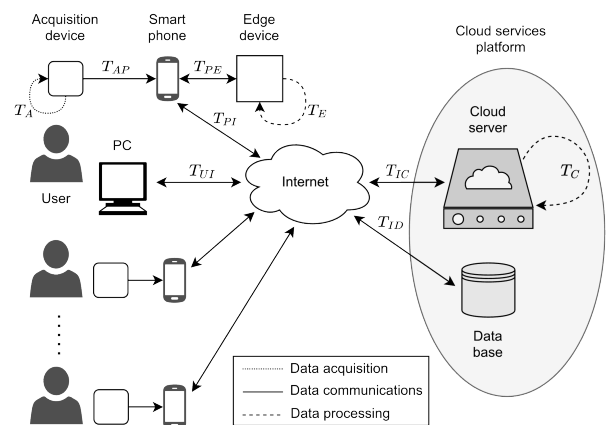 Acquisition
device
Smart
phone
Edge
device
Cloud services
platform
T_A
T_AP
T_PE
T_E
T_PI
Cloud
server
PC
User
T_UI
Internet
T_IC
T_C
T_ID
Data
base
Data acquisition
Data communications
Data processing